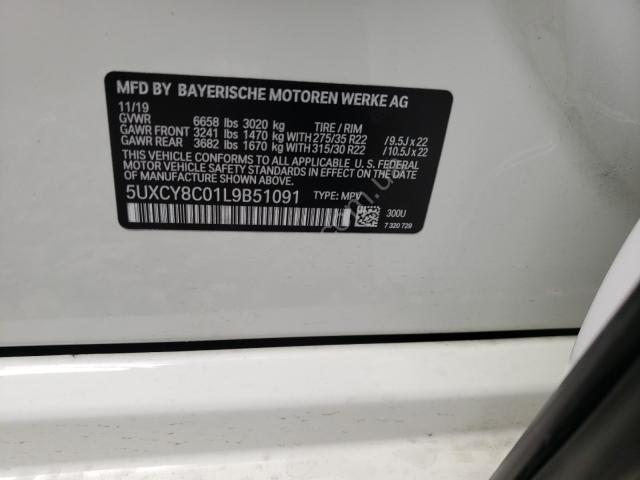 MFD BY BAYERISCHE MOTOREN WERKE AG
11/19
GVWR 6658 lbs 3020 kg TIRE / RIM
GAWR FRONT 3241 lbs 1470 kg WITH 275/35 R22 / 9.5J x 22
GAWR REAR 3682 lbs 1670 kg WITH 315/30 R22 / 10.5J x 22
THIS VEHICLE CONFORMS TO ALL APPLICABLE U. S. FEDERAL
MOTOR VEHICLE SAFETY STANDARDS IN EFFECT ON THE DATE
OF MANUFACTURE SHOWN ABOVE.
5UXCY8C01L9B51091 TYPE: MPV
300U
7 320 729